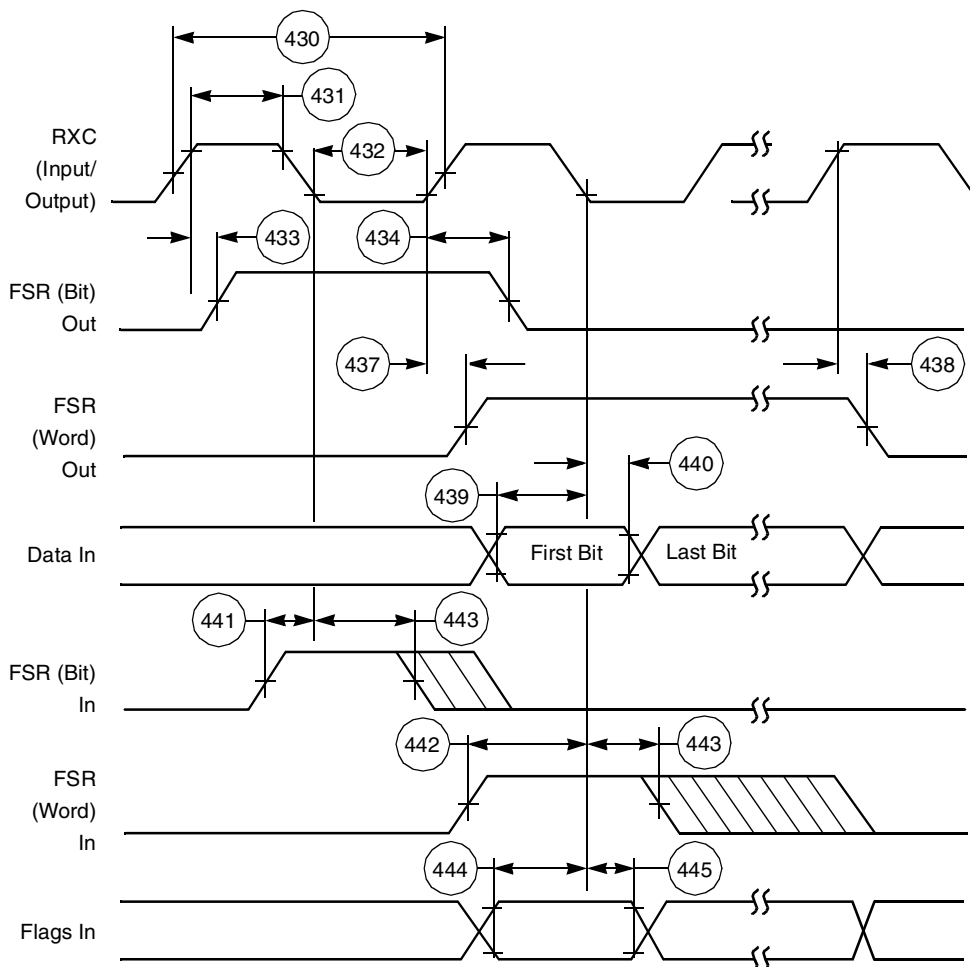 430
431
RXC
(Input/
Output)
432
433
434
FSR (Bit)
Out
437
438
FSR
(Word)
Out
440
439
Data In
First Bit
Last Bit
441
443
FSR (Bit)
In
442
443
FSR
(Word)
In
444
445
Flags In